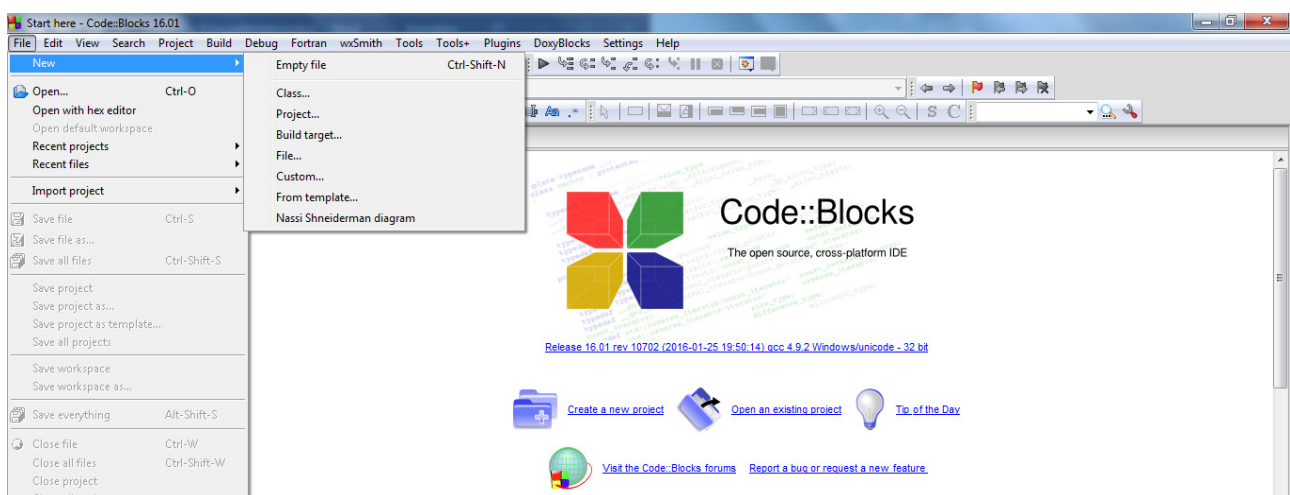 Start here - Code::Blocks 16.01
File Edit View Search Project Build Debug Fortran wxSmith Tools Tools+ Plugins DoxyBlocks Settings Help
New
Open... Ctrl-O
Open with hex editor
Open default workspace
Recent projects
Recent files
Import project
Save file Ctrl-S
Save file as...
Save all files Ctrl-Shift-S
Save project
Save project as...
Save project as template...
Save all projects
Save workspace
Save workspace as...
Save everything Alt-Shift-S
Close file Ctrl-W
Close all files Ctrl-Shift-W
Close project
Empty file Ctrl-Shift-N
Class...
Project...
Build target...
File...
Custom...
From template...
Nassi Shneiderman diagram
S C
Code::Blocks
The open source, cross-platform IDE
Release 16.01 rev 10702 (2016-01-25 19:50:14) gcc 4.9.2 Windows/unicode - 32 bit
Create a new project Open an existing project Tip of the Day
Visit the Code::Blocks forums Report a bug or request a new feature